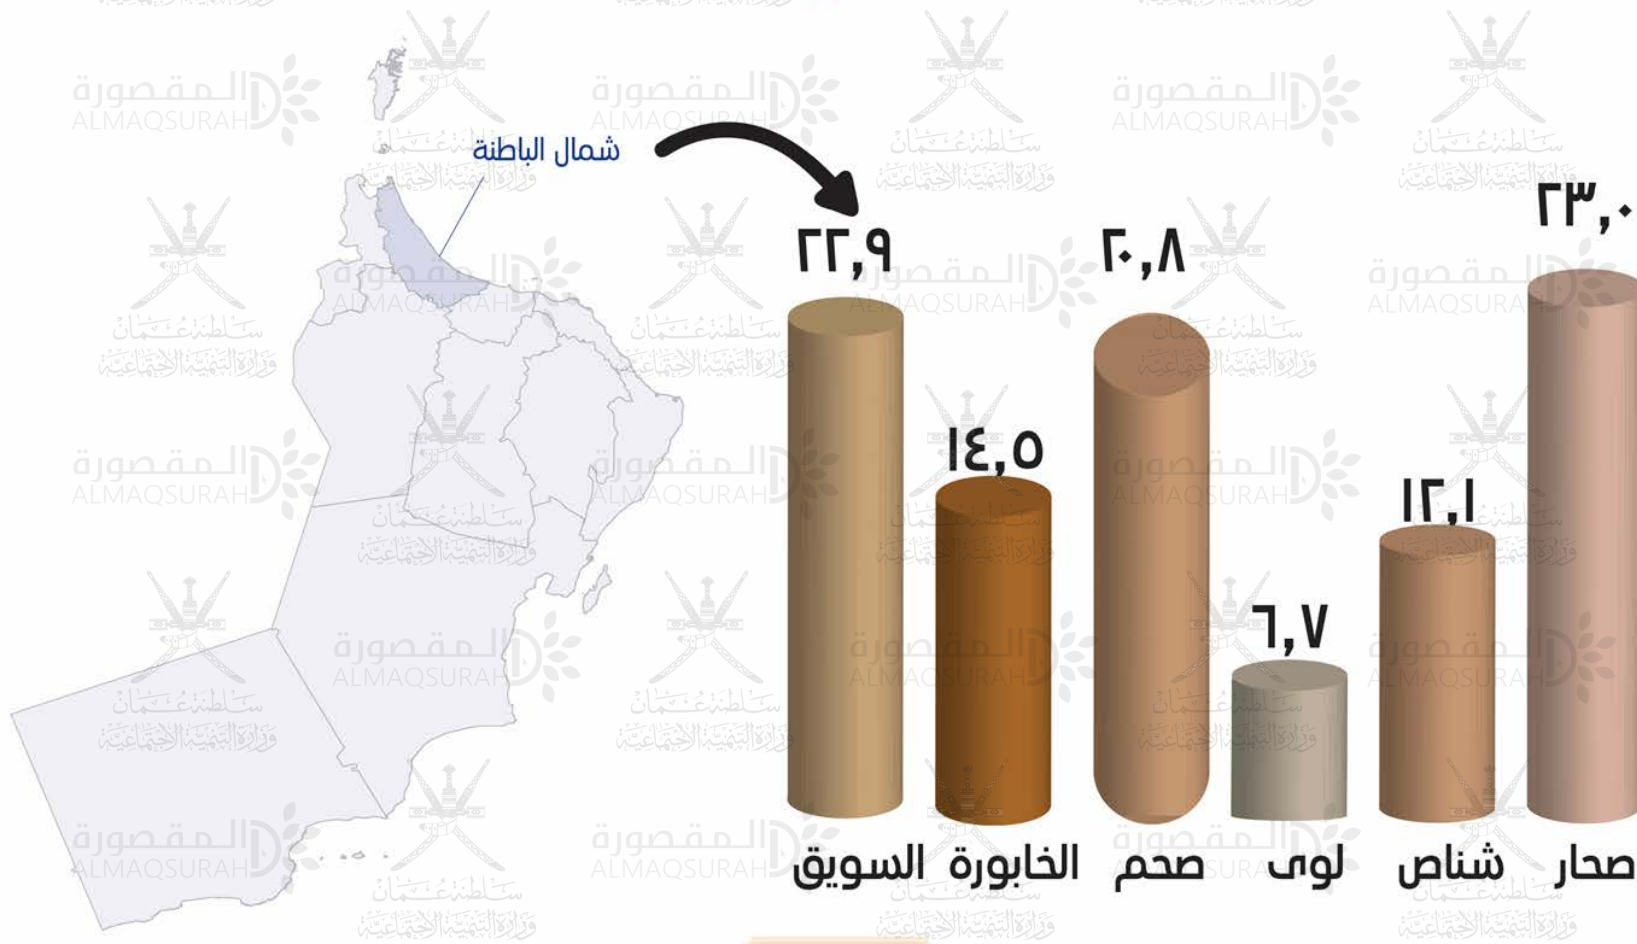 شمال الباطنة
٢٣,٠
٢٢,٩
٢٠,٨
١٤,٥
١٢,١
٦,٧
صحار
شناص
لوى
صحم
الخابورة
السويق
المقصورة
ALMAQSURAH
سلطنة عمان
وزارة التنمية الاجتماعية